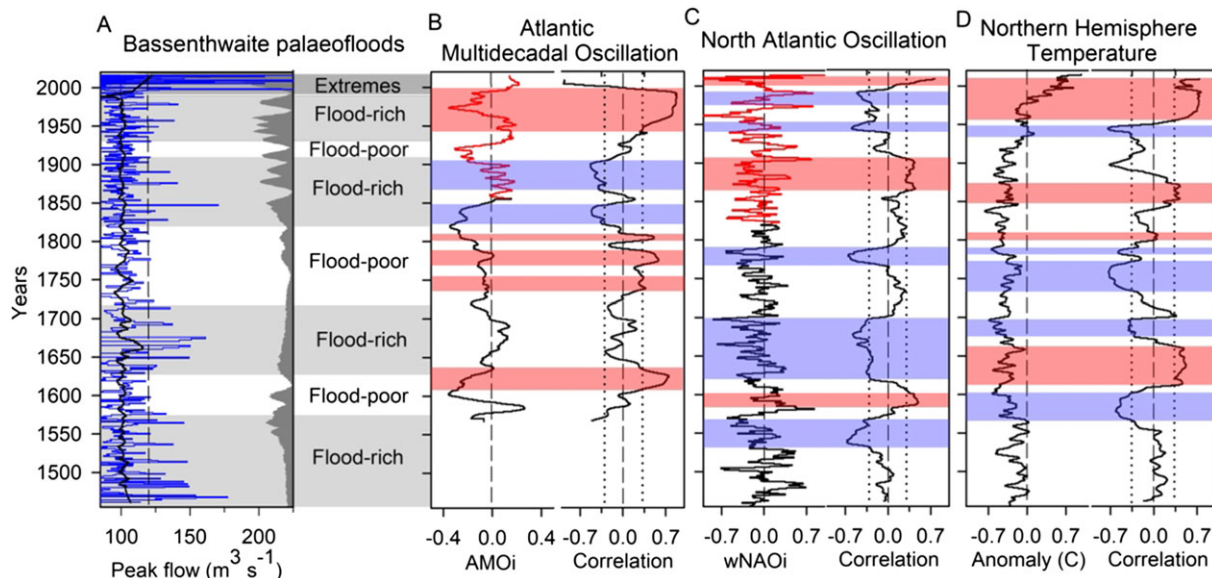 A
Bassenthwaite palaeofloods
B
Atlantic
Multidecadal Oscillation
C
North Atlantic Oscillation
D
Northern Hemisphere
Temperature
Years
2000
1950
1900
1850
1800
1750
1700
1650
1600
1550
1500
Extremes
Flood-rich
Flood-poor
Flood-rich
Flood-poor
Flood-rich
Flood-poor
Flood-rich
100 150 200
Peak flow (m³ s⁻¹)
-0.4 0.0 0.4
AMOi
-0.7 0.0 0.7
Correlation
-0.7 0.0 0.7
wNAOi
-0.7 0.0 0.7
Correlation
-0.7 0.0 0.7
Anomaly (C)
-0.7 0.0 0.7
Correlation